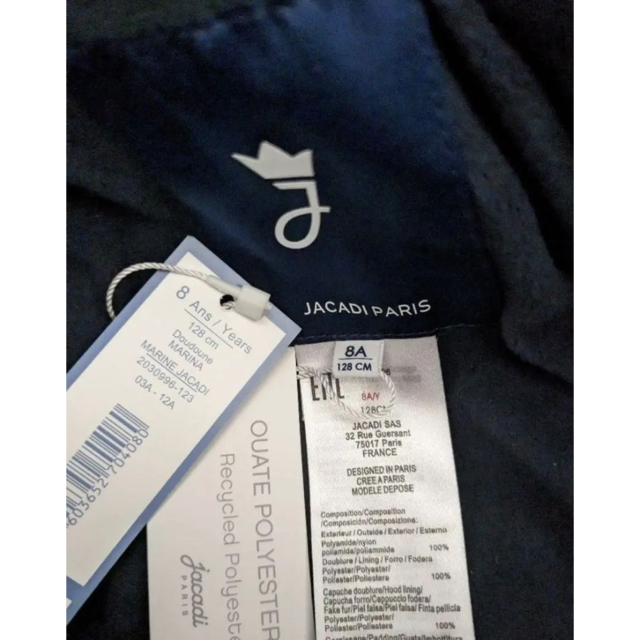 J
JACADI PARIS
8 Ans / Years
128 cm
Doudoune
MARINA
MARINE JACADI
2030996-123
03A - 12A
OUATE POLYESTER
Recycled Polyester
Jacadi
PARIS
8A
128 CM
8A/Y
128CM
JACADI SAS
32 Rue Guersant
75017 Paris
FRANCE
DESIGNED IN PARIS
CREE A PARIS
MODELE DEPOSE
Composition/Composition
/Composición/Composizione:
Exterieur / Outside / Exterior / Esterno
Polyamide/nylon
poliamida/poliammide 100%
Doublure / Lining / Forro / Fodera
Polyester/Polyester/
Poliéster/Poliestere 100%
Capuche doublure/Hood lining/
Capucha forro/Cappuccio fodera/
Fake fur/Piel falsa/Piel falsa/Finta pelliccia
Polyester/Polyester/
Poliéster/Poliestere 100%